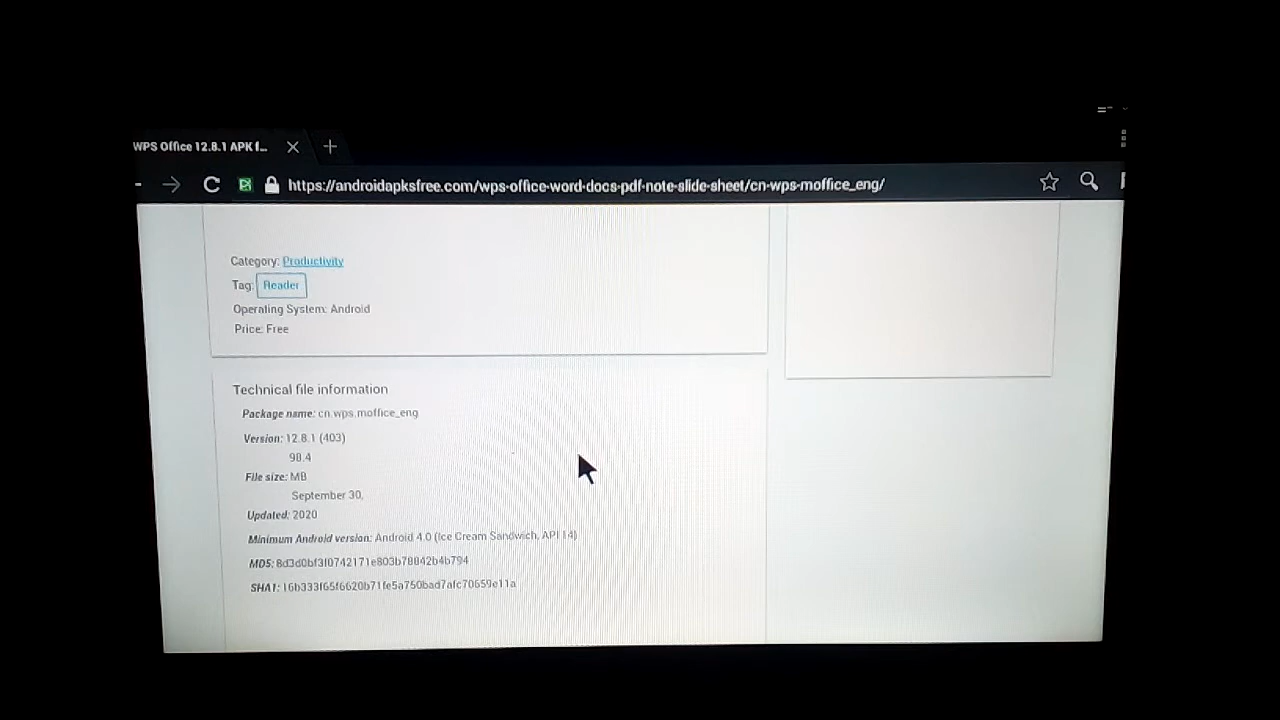 WPS Office 12.8.1 APK f...
https://androidapksfree.com/wps-office-word-docs-pdf-note-slide-sheet/cn-wps-moffice_eng/
Category: Productivity
Tag: Reader
Operating System: Android
Price: Free
Technical file information
Package name: cn.wps.moffice_eng
Version: 12.8.1 (403)
98.4
File size: MB
September 30,
Updated: 2020
Minimum Android version: Android 4.0 (Ice Cream Sandwich, API 14)
MD5:
SHA1: